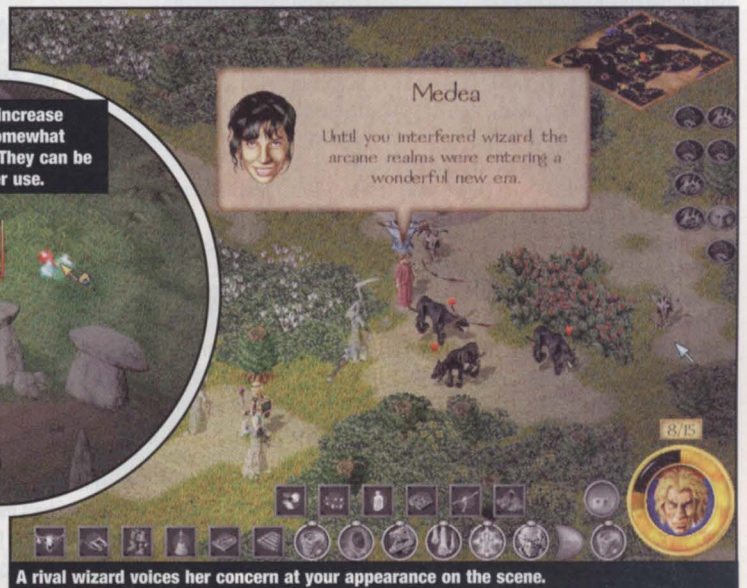 increase
omewhat
They can be
r use.
Medea
Until you interfered wizard, the
arcane realms were entering a
wonderful new era.
8/15
A rival wizard voices her concern at your appearance on the scene.